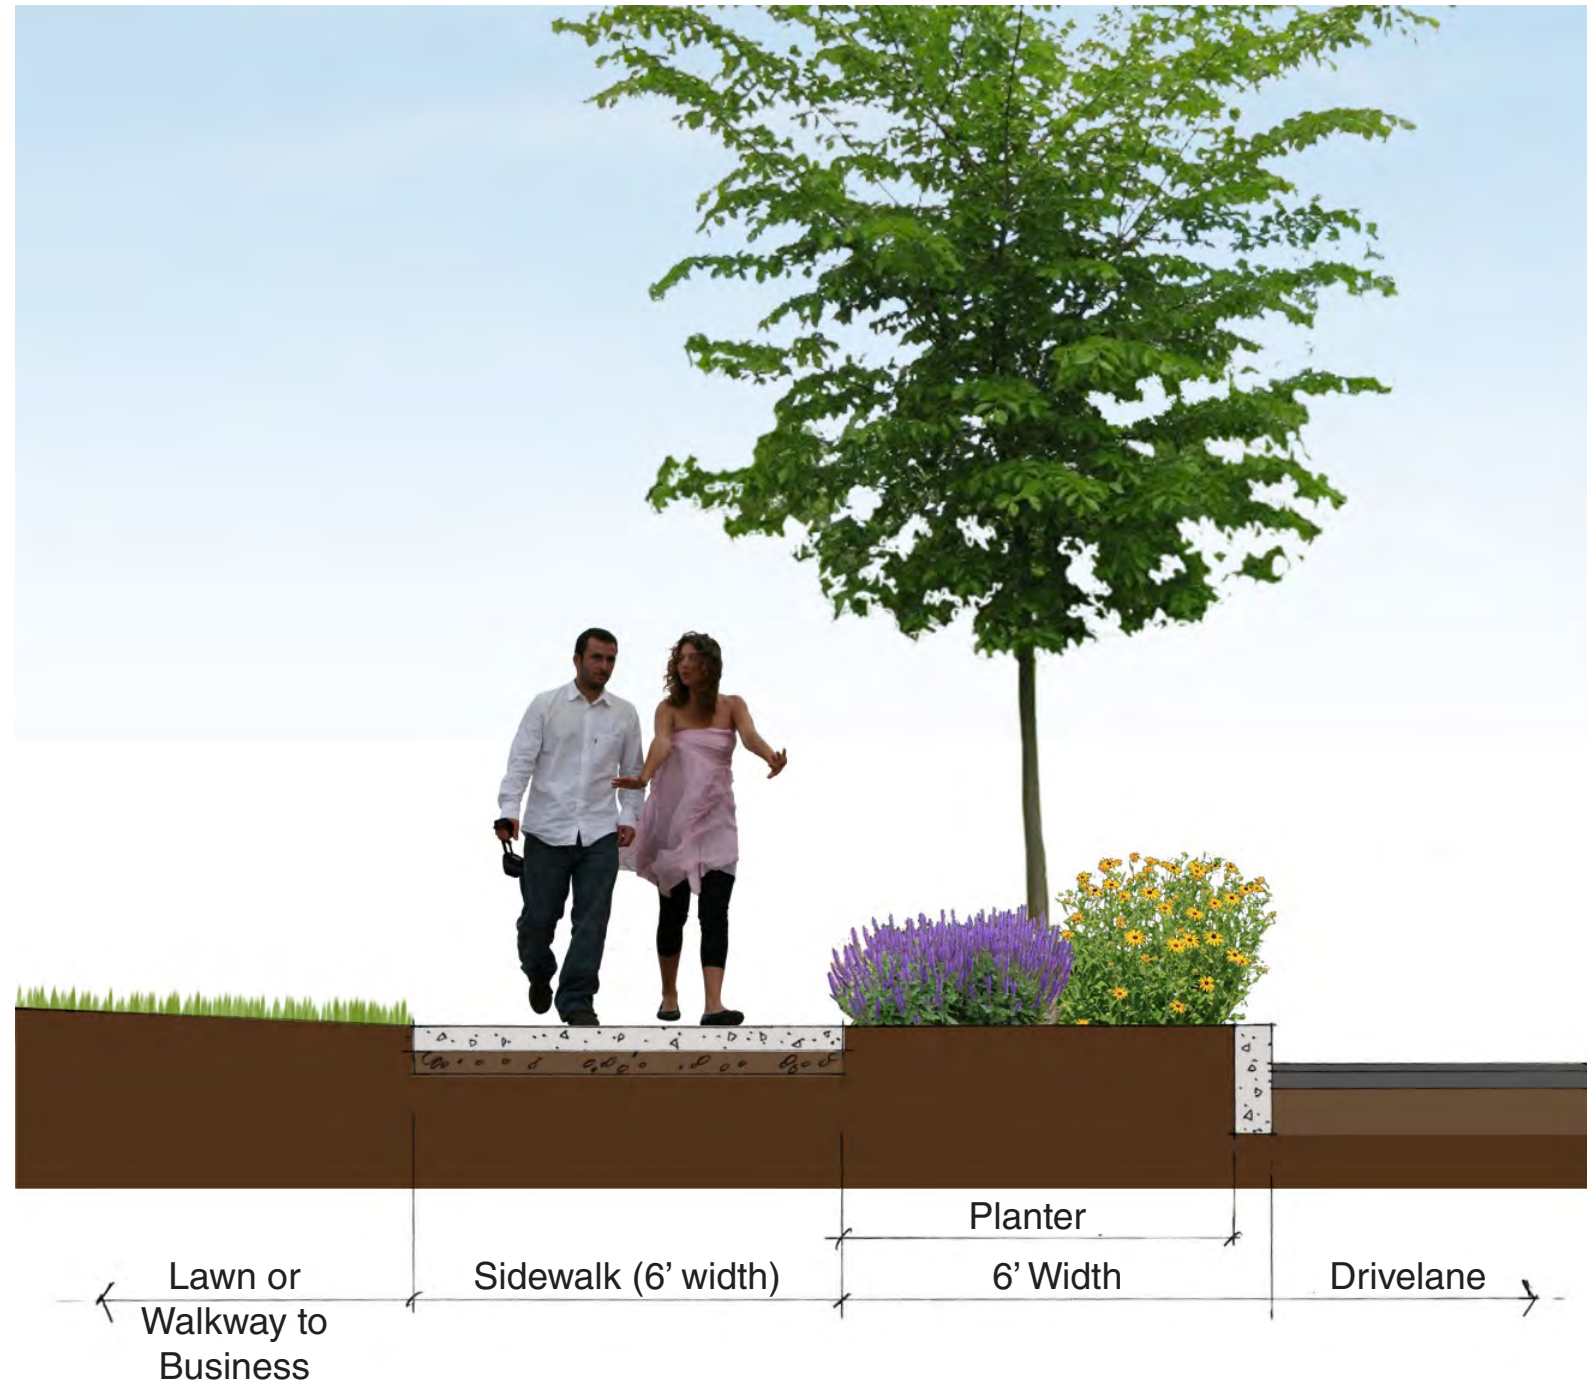 Planter
Lawn or
Walkway to
Business
Sidewalk (6’ width)
6’ Width
Drivelane